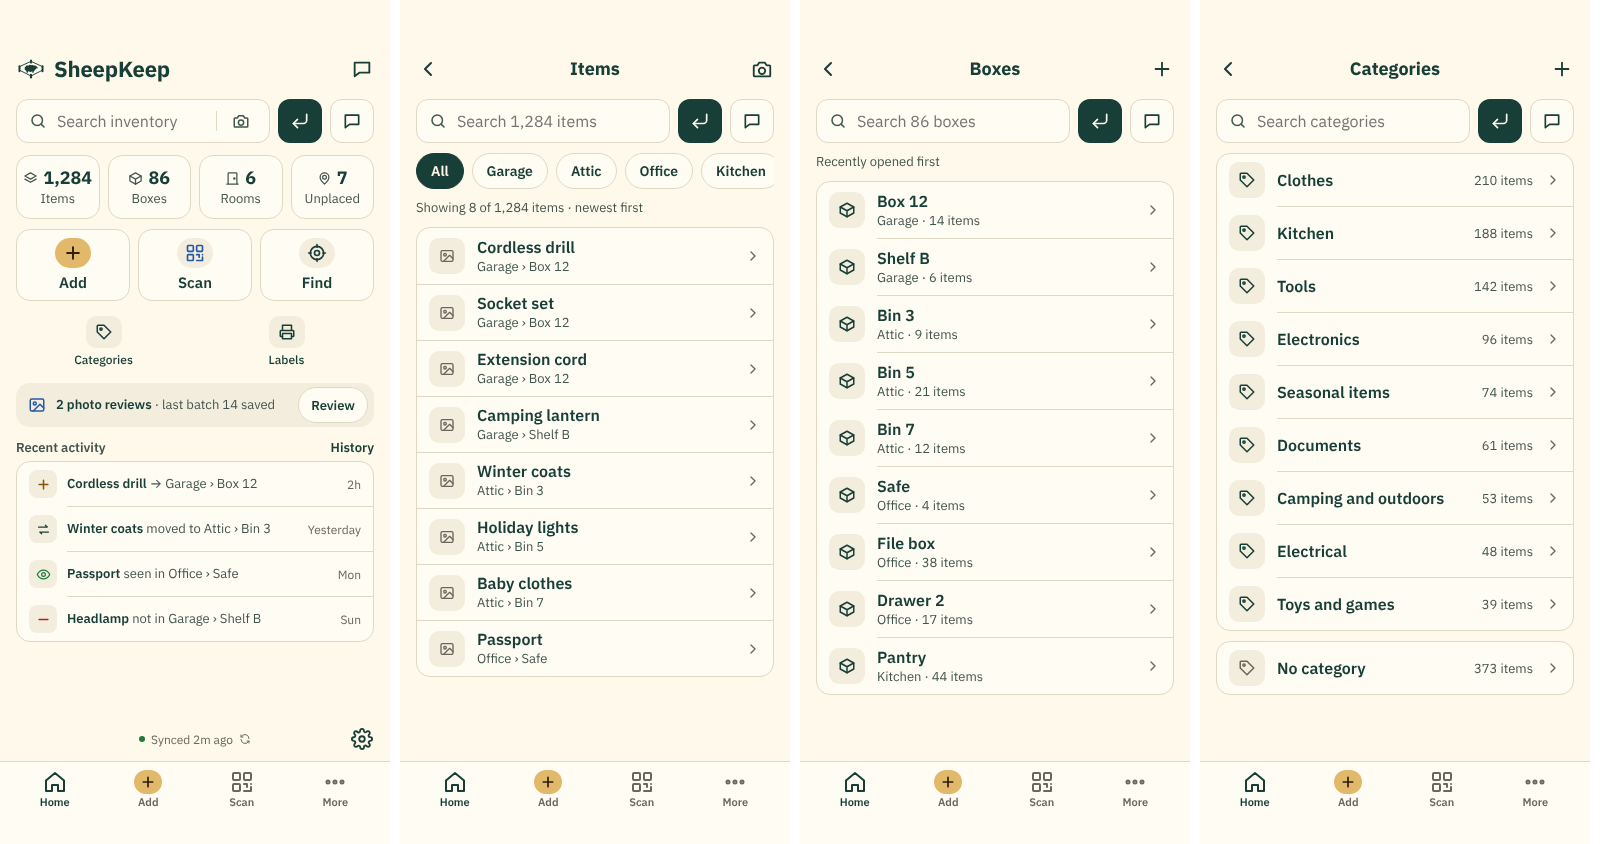 SheepKeep
Search inventory
1,284
Items
86
Boxes
6
Rooms
7
Unplaced
Add
Scan
Find
Categories
Labels
2 photo reviews · last batch 14 saved
Review
Recent activity
History
Cordless drill → Garage › Box 12
2h
Winter coats moved to Attic › Bin 3
Yesterday
Passport seen in Office › Safe
Mon
Headlamp not in Garage › Shelf B
Sun
Synced 2m ago
Home
Add
Scan
More
Items
Search 1,284 items
All
Garage
Attic
Office
Kitchen
Showing 8 of 1,284 items · newest first
Cordless drill
Garage › Box 12
Socket set
Garage › Box 12
Extension cord
Garage › Box 12
Camping lantern
Garage › Shelf B
Winter coats
Attic › Bin 3
Holiday lights
Attic › Bin 5
Baby clothes
Attic › Bin 7
Passport
Office › Safe
Home
Add
Scan
More
Boxes
Search 86 boxes
Recently opened first
Box 12
Garage · 14 items
Shelf B
Garage · 6 items
Bin 3
Attic · 9 items
Bin 5
Attic · 21 items
Bin 7
Attic · 12 items
Safe
Office · 4 items
File box
Office · 38 items
Drawer 2
Office · 17 items
Pantry
Kitchen · 44 items
Home
Add
Scan
More
Categories
Search categories
Clothes
210 items
Kitchen
188 items
Tools
142 items
Electronics
96 items
Seasonal items
74 items
Documents
61 items
Camping and outdoors
53 items
Electrical
48 items
Toys and games
39 items
No category
373 items
Home
Add
Scan
More